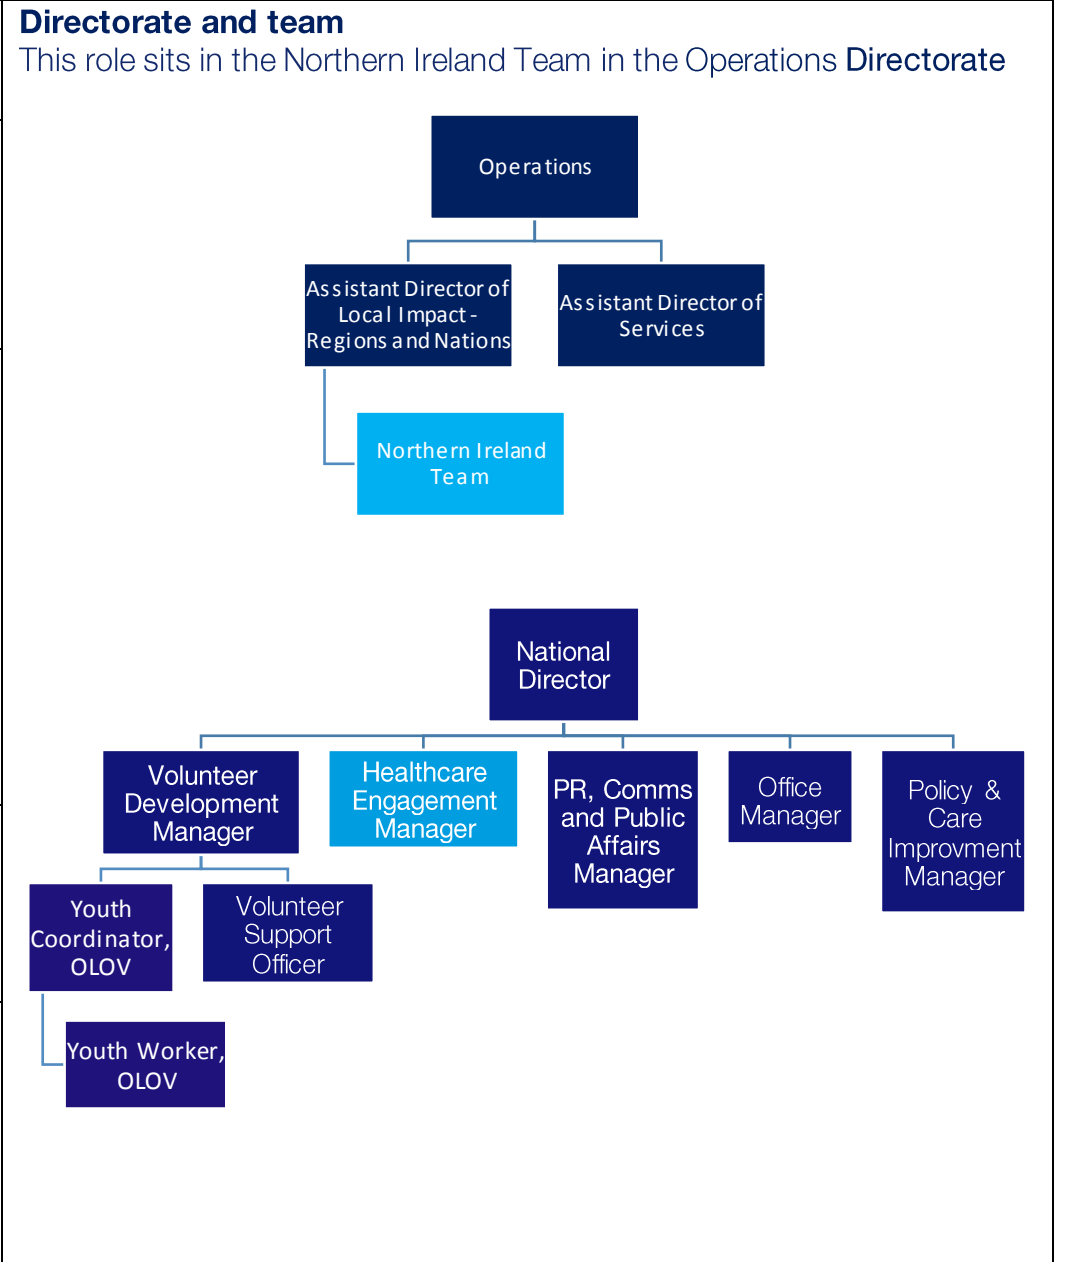 Directorate and team
This role sits in the Northern Ireland Team in the Operations Directorate
Operations
Assistant Director of
Local Impact -
Regions and Nations
Assistant Director of
Services
Northern Ireland
Team
National
Director
Volunteer
Development
Manager
Healthcare
Engagement
Manager
PR, Comms
and Public
Affairs
Manager
Office
Manager
Policy &
Care
Improvment
Manager
Youth
Coordinator,
OLOV
Volunteer
Support
Officer
Youth Worker,
OLOV